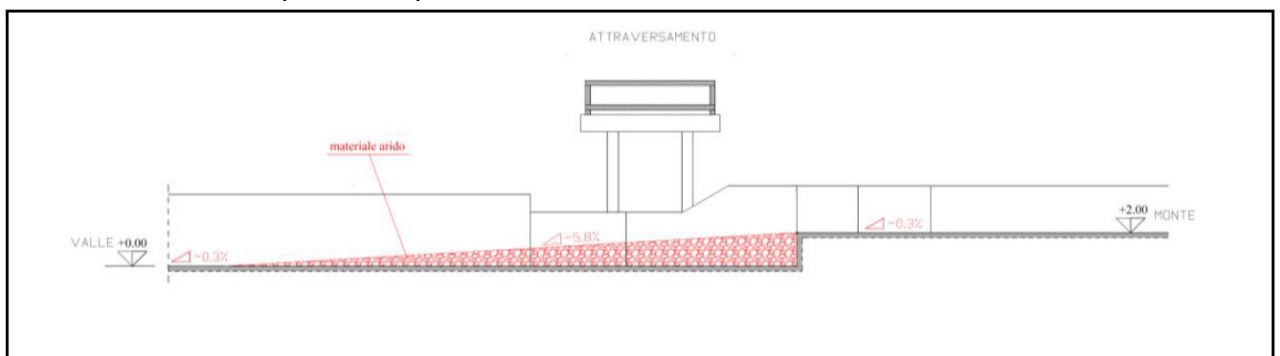 ATTRAVERSAMENTO
materiale arido
VALLE +0.00
-0.3%
-5.8%
-0.3%
+2.00 MONTE